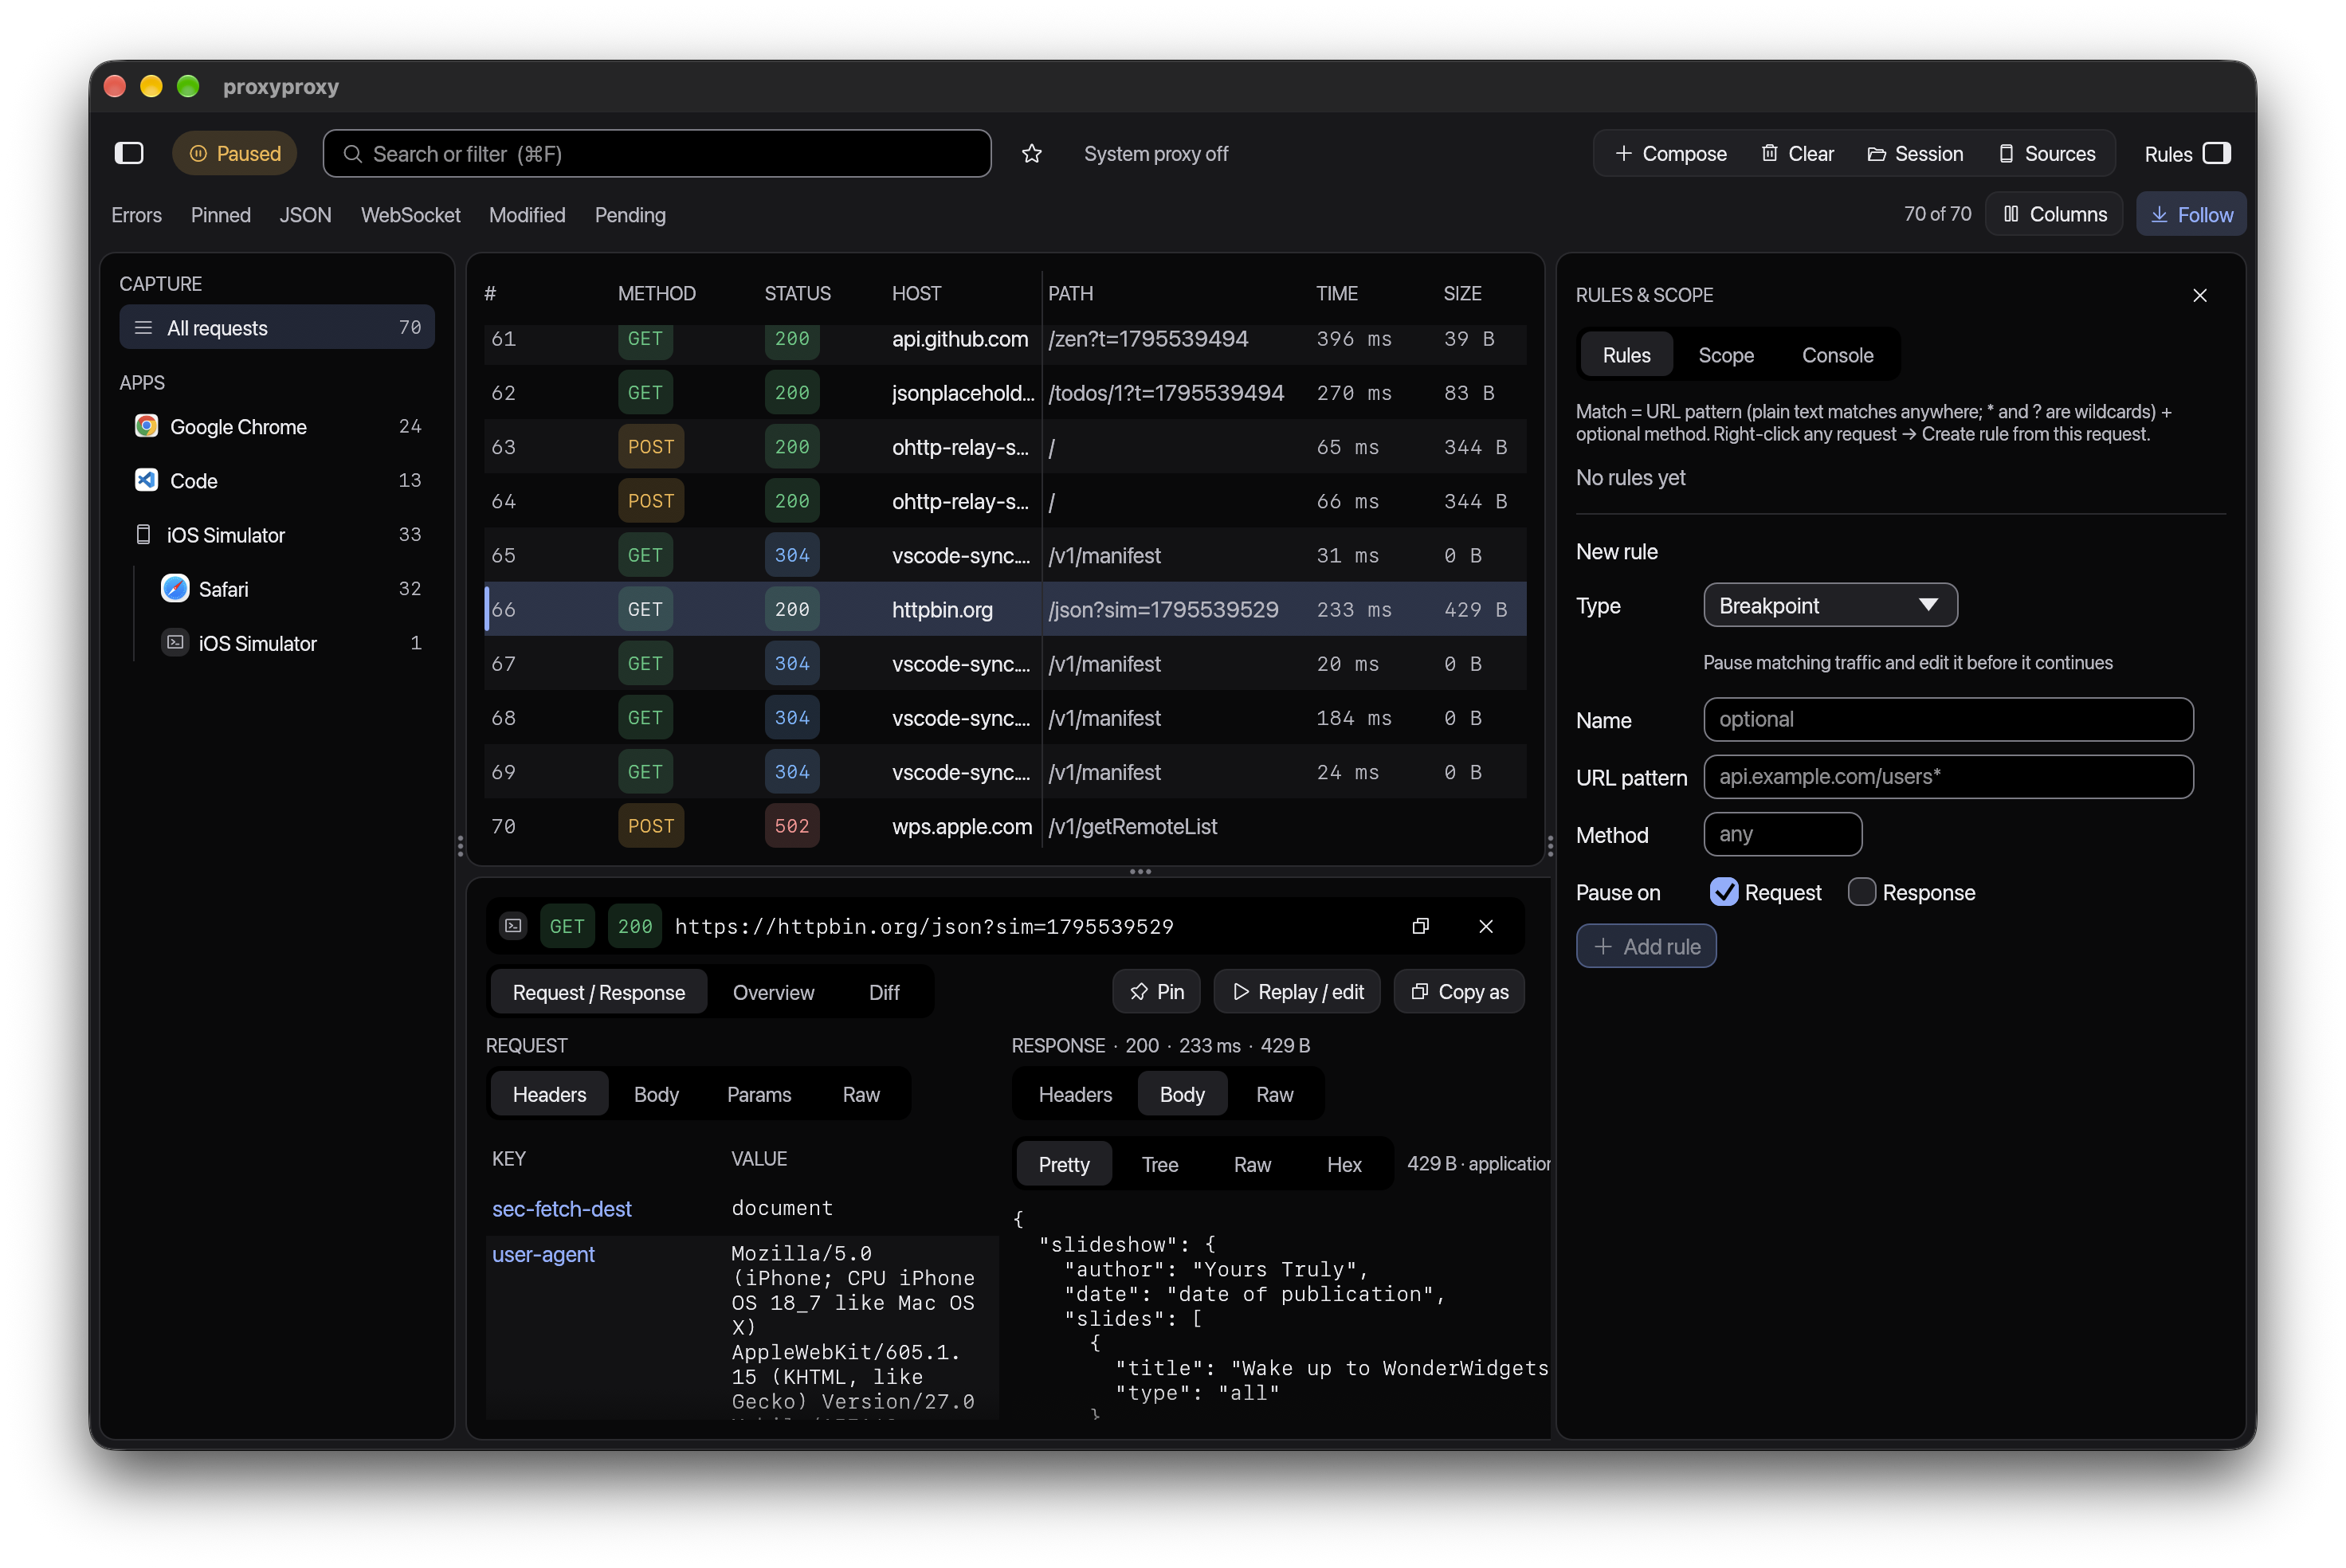 proxyproxy
Paused
Search or filter (⌘F)
System proxy off
Compose
Clear
Session
Sources
Rules
Errors
Pinned
JSON
WebSocket
Modified
Pending
70 of 70
Columns
Follow
CAPTURE
All requests 70
APPS
Google Chrome 24
Code 13
iOS Simulator 33
Safari 32
iOS Simulator 1
# METHOD STATUS HOST PATH TIME SIZE
61 GET 200 api.github.com /zen?t=1795539494 396 ms 39 B
62 GET 200 jsonplacehold... /todos/1?t=1795539494 270 ms 83 B
63 POST 200 ohttp-relay-s... / 65 ms 344 B
64 POST 200 ohttp-relay-s... / 66 ms 344 B
65 GET 304 vscode-sync.... /v1/manifest 31 ms 0 B
66 GET 200 httpbin.org /json?sim=1795539529 233 ms 429 B
67 GET 304 vscode-sync.... /v1/manifest 20 ms 0 B
68 GET 304 vscode-sync.... /v1/manifest 184 ms 0 B
69 GET 304 vscode-sync.... /v1/manifest 24 ms 0 B
70 POST 502 wps.apple.com /v1/getRemoteList
GET 200 https://httpbin.org/json?sim=1795539529
Request / Response
Overview
Diff
Pin
Replay / edit
Copy as
REQUEST
Headers
Body
Params
Raw
KEY VALUE
sec-fetch-dest document
user-agent Mozilla/5.0
(iPhone; CPU iPhone
OS 18_7 like Mac OS
X)
AppleWebKit/605.1.
15 (KHTML, like
Gecko) Version/27.0
RESPONSE · 200 · 233 ms · 429 B
Headers
Body
Raw
Pretty
Tree
Raw
Hex
429 B · application
{
"slideshow": {
"author": "Yours Truly",
"date": "date of publication",
"slides": [
{
"title": "Wake up to WonderWidgets
"type": "all"
}
RULES & SCOPE
Rules
Scope
Console
Match = URL pattern (plain text matches anywhere; * and ? are wildcards) +
optional method. Right-click any request → Create rule from this request.
No rules yet
New rule
Type Breakpoint
Pause matching traffic and edit it before it continues
Name optional
URL pattern api.example.com/users*
Method any
Pause on Request Response
Add rule